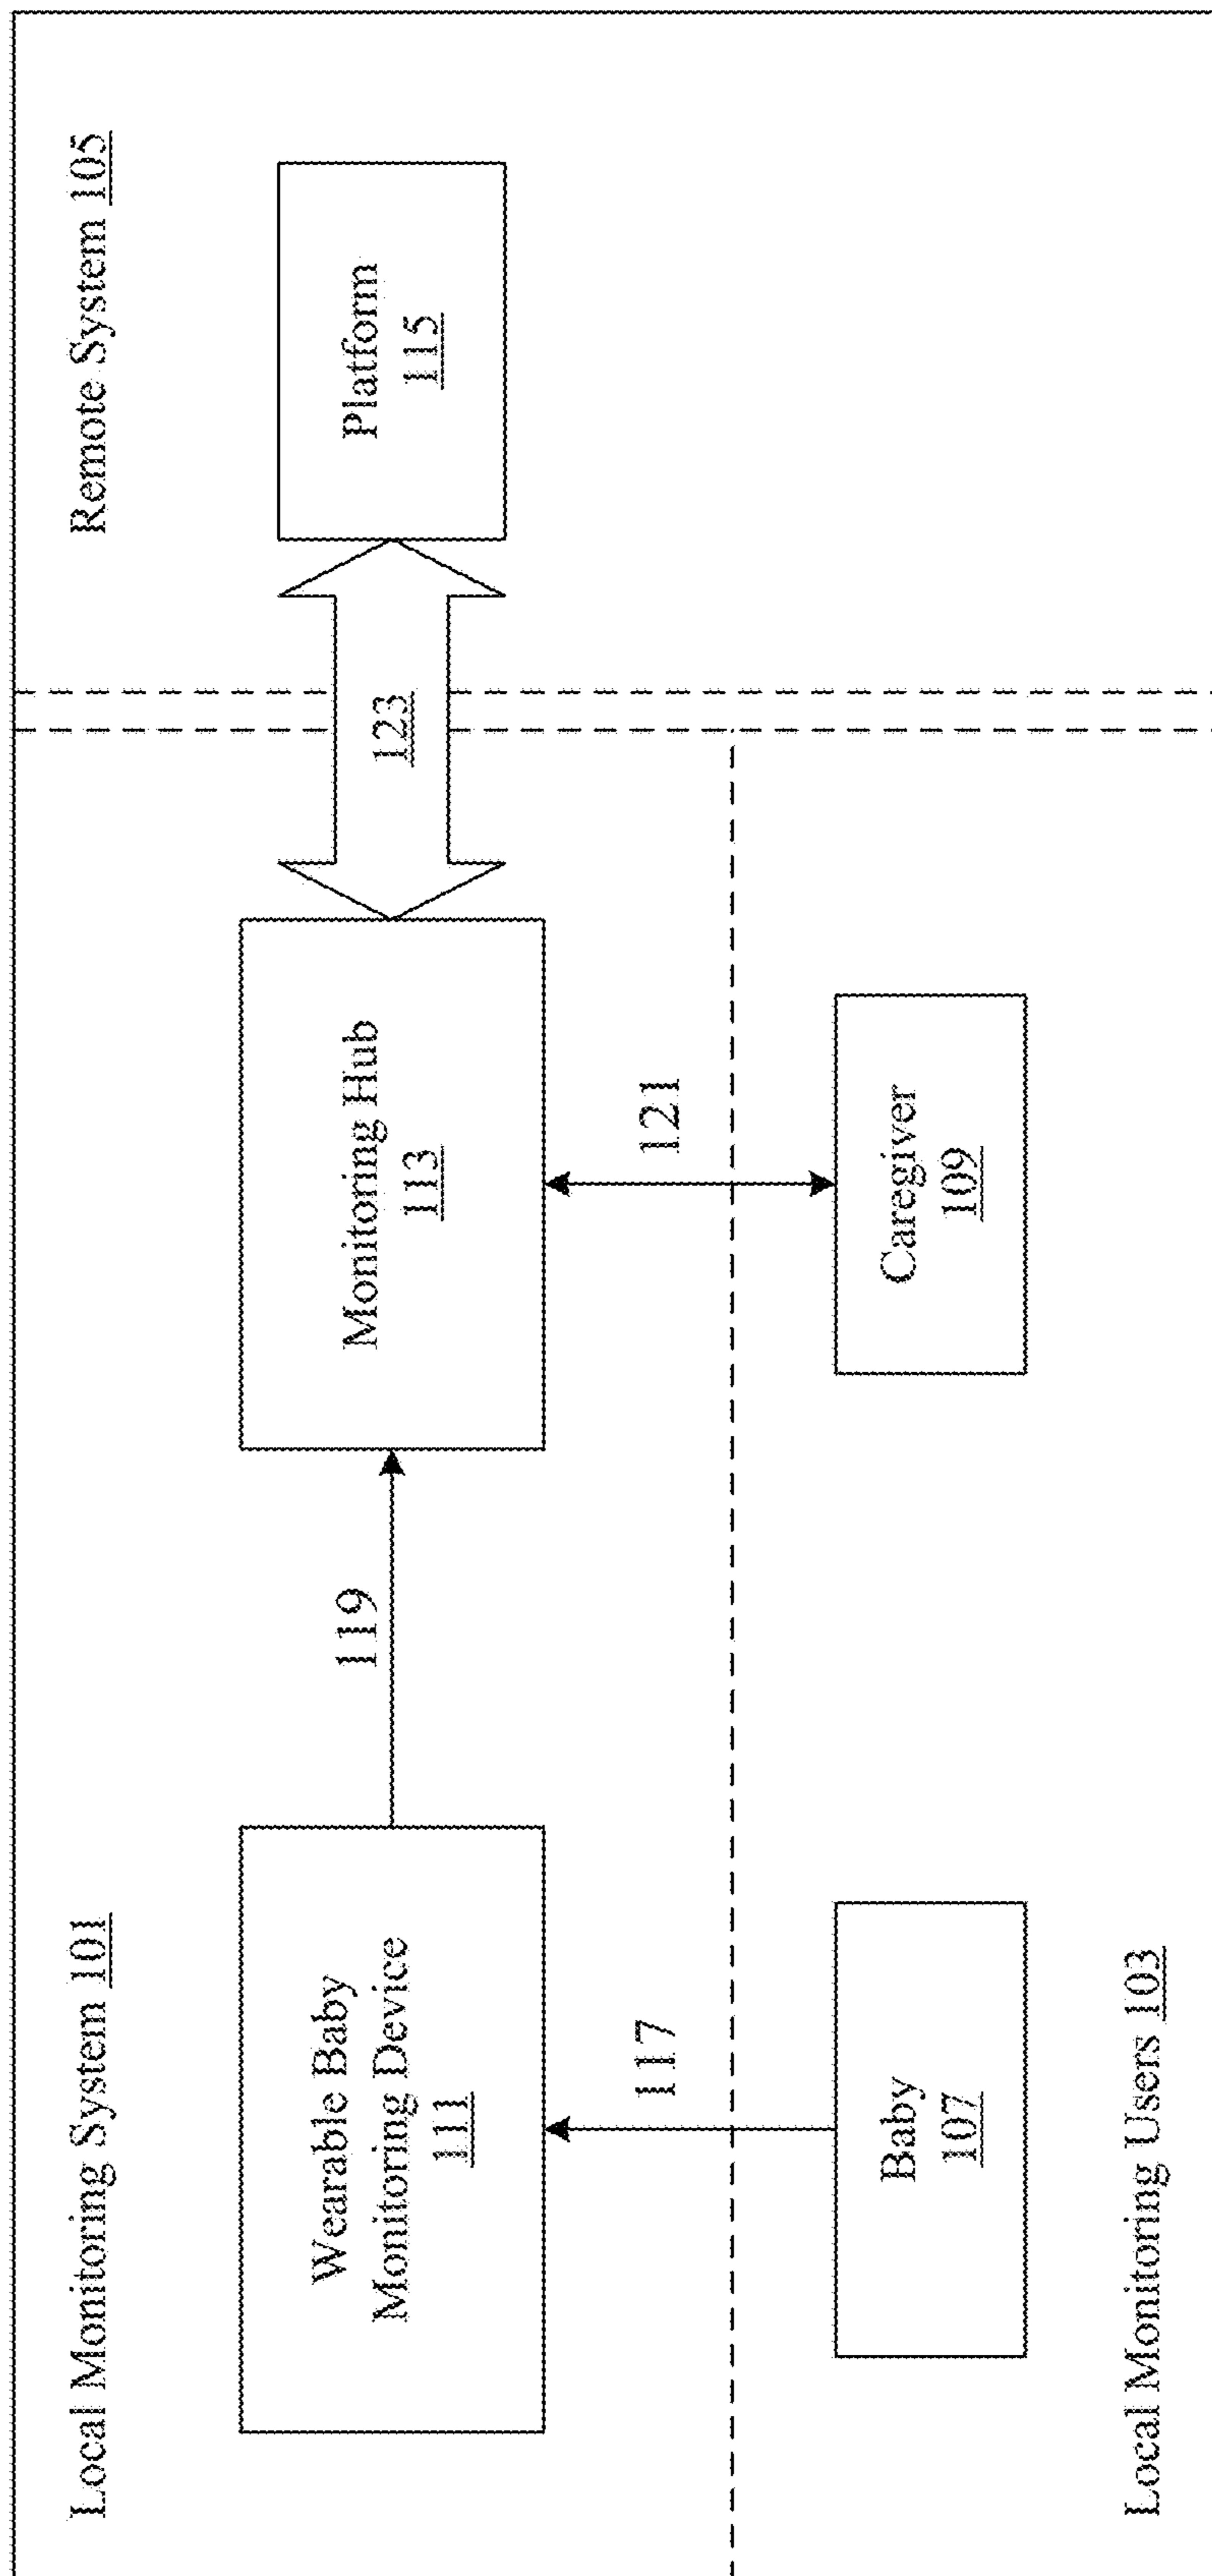 Local Monitoring System 101
Remote System 105
Wearable Baby
Monitoring Device
111
119
Monitoring Hub
113
123
Platform
115
117
121
Baby
107
Caregiver
109
Local Monitoring Users 103